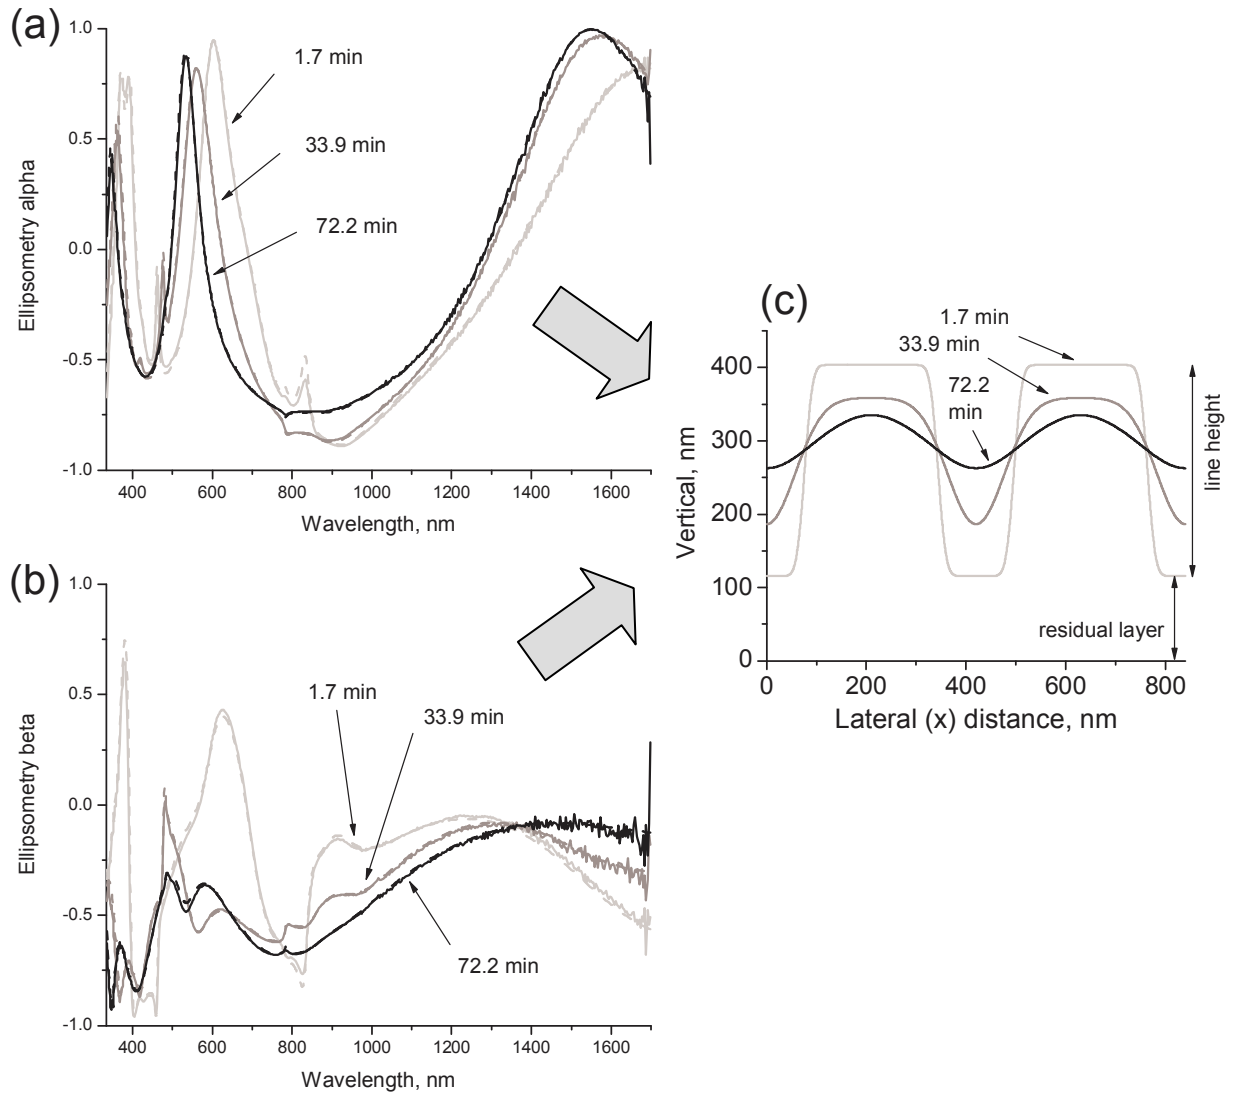 (a)
1.0
0.5
0.0
-0.5
-1.0
Ellipsometry alpha
1.7 min
33.9 min
72.2 min
400
600
800
1000
1200
1400
1600
Wavelength, nm
(b)
1.0
0.5
0.0
-0.5
-1.0
Ellipsometry beta
1.7 min
33.9 min
72.2 min
400
600
800
1000
1200
1400
1600
Wavelength, nm
(c)
400
300
200
100
0
Vertical, nm
1.7 min
33.9 min
72.2
min
line height
residual layer
0
200
400
600
800
Lateral (x) distance, nm